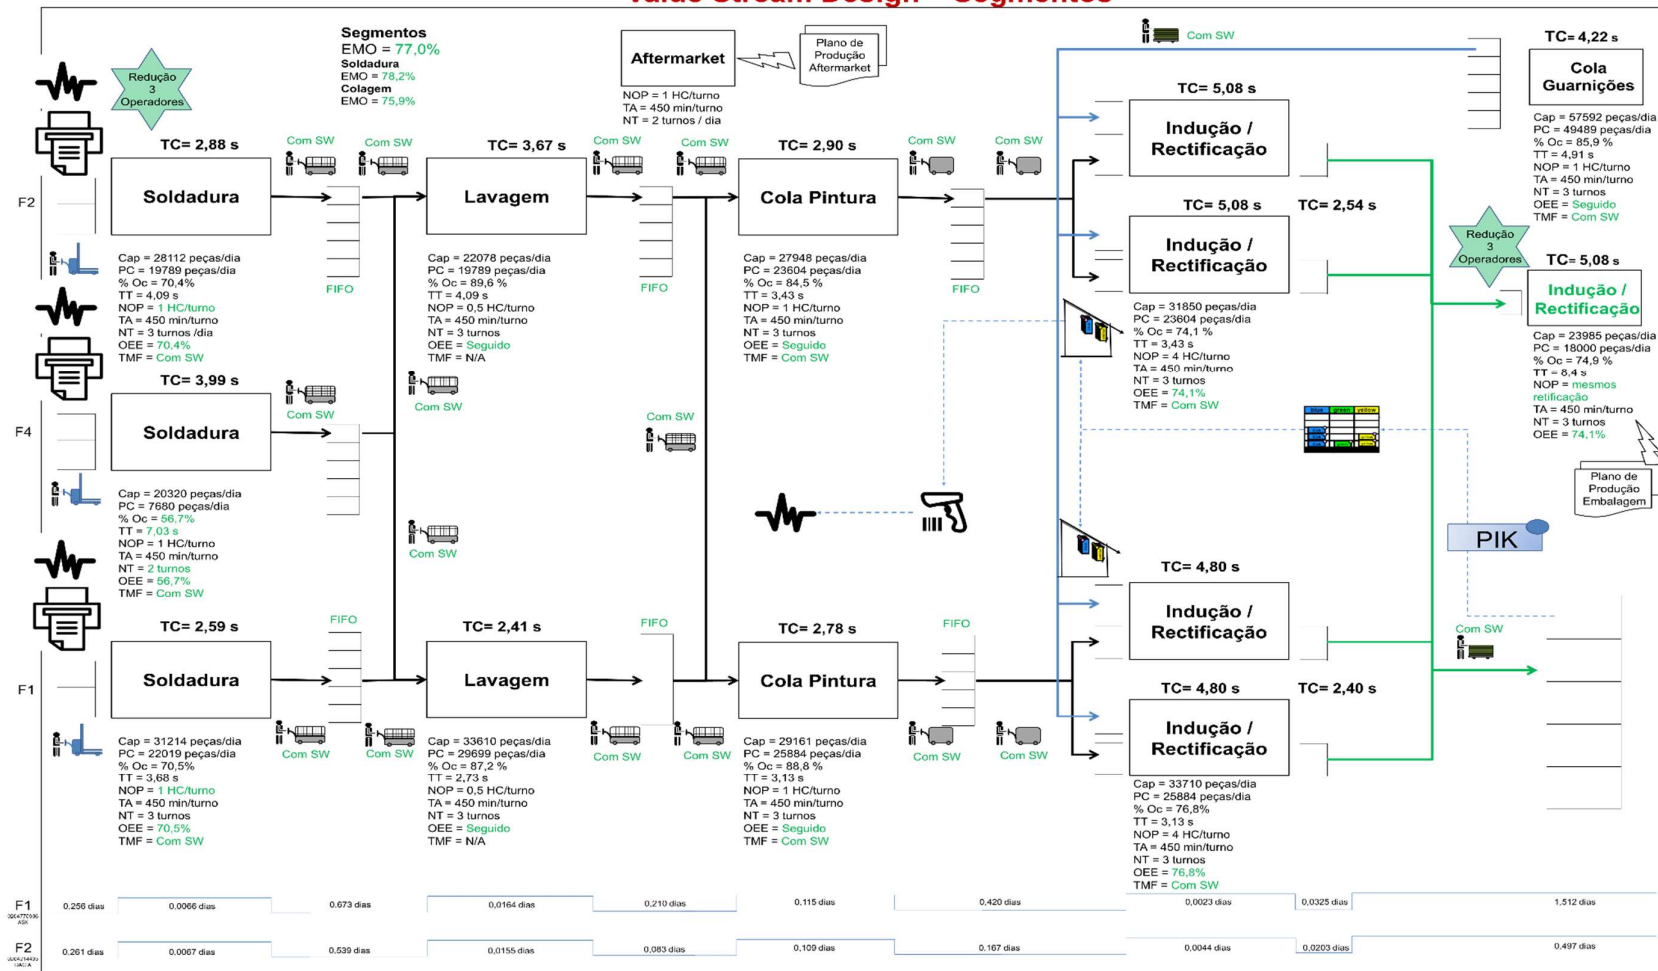 Value Stream Design - Segmentos
Segmentos
EMO = 77,0%
Soldadura
EMO = 78,2%
Colagem
EMO = 75,9%
Redução
3
Operadores
Aftermarket
Plano de
Produção
Aftermarket
NOP = 1 HC/turno
TA = 450 min/turno
NT = 2 turnos / dia
Com SW
TC= 4,22 s
Cola
Guarnições
Cap = 57592 peças/dia
PC = 49489 peças/dia
% Oc = 85,9 %
TT = 4,91 s
NOP = 1 HC/turno
TA = 450 min/turno
NT = 3 turnos
OEE = Seguido
TMF = Com SW
F2
TC= 2,88 s
Soldadura
Cap = 28112 peças/dia
PC = 19789 peças/dia
% Oc = 70,4%
TT = 4,09 s
NOP = 1 HC/turno
TA = 450 min/turno
NT = 3 turnos /dia
OEE = 70,4%
TMF = Com SW
Com SW
Com SW
FIFO
TC= 3,67 s
Lavagem
Cap = 22078 peças/dia
PC = 19789 peças/dia
% Oc = 89,6 %
TT = 4,09 s
NOP = 0,5 HC/turno
TA = 450 min/turno
NT = 3 turnos
OEE = Seguido
TMF = N/A
Com SW
Com SW
FIFO
TC= 2,90 s
Cola Pintura
Cap = 27948 peças/dia
PC = 23604 peças/dia
% Oc = 84,5 %
TT = 3,43 s
NOP = 1 HC/turno
TA = 450 min/turno
NT = 3 turnos
OEE = Seguido
TMF = Com SW
Com SW
Com SW
FIFO
TC= 5,08 s
Indução /
Rectificação
TC= 5,08 s
TC= 2,54 s
Indução /
Rectificação
Cap = 31850 peças/dia
PC = 23604 peças/dia
% Oc = 74,1 %
TT = 3,43 s
NOP = 4 HC/turno
TA = 450 min/turno
NT = 3 turnos
OEE = 74,1%
TMF = Com SW
Redução
3
Operadores
TC= 5,08 s
Indução /
Rectificação
Cap = 23985 peças/dia
PC = 18000 peças/dia
% Oc = 74,9 %
TT = 8,4 s
NOP = mesmos
retificação
TA = 450 min/turno
NT = 3 turnos
OEE = 74,1%
Plano de
Produção
Embalagem
blue green yellow
PIK
F4
TC= 3,99 s
Soldadura
Cap = 20320 peças/dia
PC = 7680 peças/dia
% Oc = 56,7%
TT = 7,03 s
NOP = 1 HC/turno
TA = 450 min/turno
NT = 2 turnos
OEE = 56,7%
TMF = Com SW
Com SW
Com SW
Com SW
Com SW
F1
TC= 2,59 s
Soldadura
Cap = 31214 peças/dia
PC = 22019 peças/dia
% Oc = 70,5%
TT = 3,68 s
NOP = 1 HC/turno
TA = 450 min/turno
NT = 3 turnos
OEE = 70,5%
TMF = Com SW
FIFO
Com SW
Com SW
TC= 2,41 s
Lavagem
Cap = 33610 peças/dia
PC = 29699 peças/dia
% Oc = 87,2 %
TT = 2,73 s
NOP = 0,5 HC/turno
TA = 450 min/turno
NT = 3 turnos
OEE = Seguido
TMF = N/A
FIFO
Com SW
Com SW
TC= 2,78 s
Cola Pintura
Cap = 29161 peças/dia
PC = 25884 peças/dia
% Oc = 88,8 %
TT = 3,13 s
NOP = 1 HC/turno
TA = 450 min/turno
NT = 3 turnos
OEE = Seguido
TMF = Com SW
FIFO
Com SW
Com SW
TC= 4,80 s
Indução /
Rectificação
TC= 4,80 s
TC= 2,40 s
Indução /
Rectificação
Cap = 33710 peças/dia
PC = 25884 peças/dia
% Oc = 76,8%
TT = 3,13 s
NOP = 4 HC/turno
TA = 450 min/turno
NT = 3 turnos
OEE = 76,8%
TMF = Com SW
Com SW
F1 0,256 dias 0,0066 dias 0,673 dias 0,0164 dias 0,210 dias 0,115 dias 0,420 dias 0,0023 dias 0,0325 dias 1,512 dias
F2 0,261 dias 0,0067 dias 0,539 dias 0,0155 dias 0,083 dias 0,109 dias 0,167 dias 0,0044 dias 0,0203 dias 0,497 dias